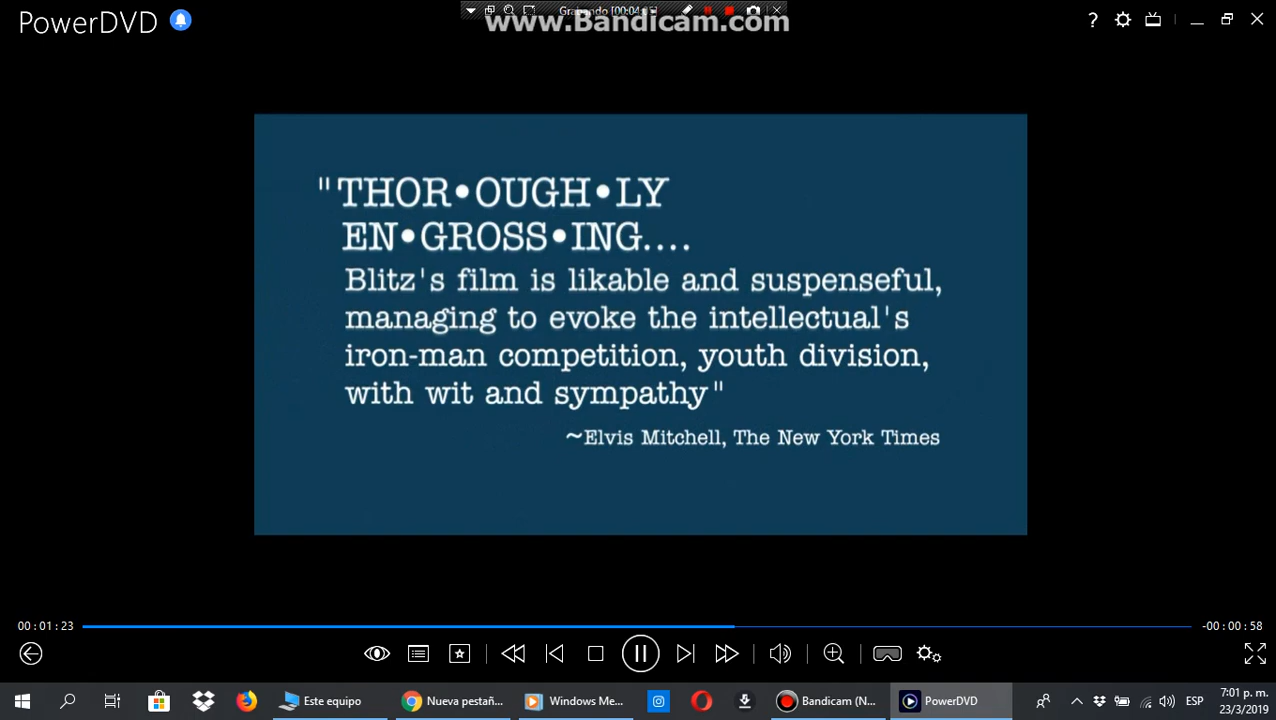 PowerDVD
www.Bandicam.com
"THOR•OUGH•LY
EN•GROSS•ING....
Blitz's film is likable and suspenseful,
managing to evoke the intellectual's
iron-man competition, youth division,
with wit and sympathy"
~Elvis Mitchell, The New York Times
00:01:23
-00:00:58
Este equipo
Nueva pestañ...
Windows Me...
Bandicam (N...
PowerDVD
ESP
7:01 p. m.
23/3/2019